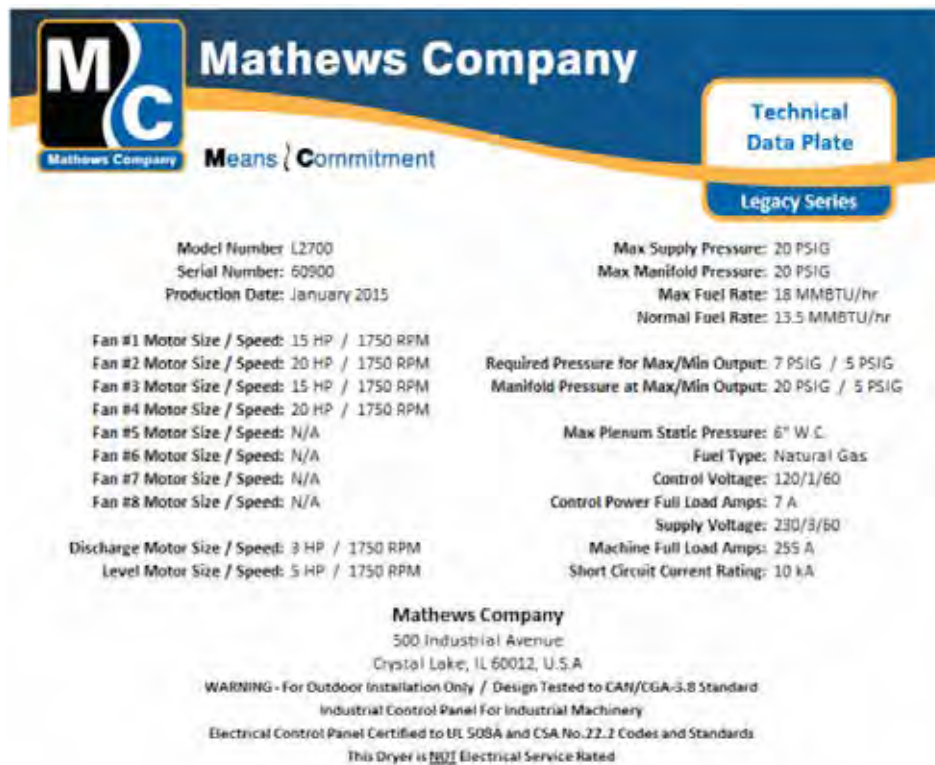 MC
Mathews Company
Mathews Company
Means Commitment
Technical
Data Plate
Legacy Series
Model Number L2700
Serial Number: 60900
Production Date: January 2015
Fan #1 Motor Size / Speed: 15 HP / 1750 RPM
Fan #2 Motor Size / Speed: 20 HP / 1750 RPM
Fan #3 Motor Size / Speed: 15 HP / 1750 RPM
Fan #4 Motor Size / Speed: 20 HP / 1750 RPM
Fan #5 Motor Size / Speed: N/A
Fan #6 Motor Size / Speed: N/A
Fan #7 Motor Size / Speed: N/A
Fan #8 Motor Size / Speed: N/A
Discharge Motor Size / Speed: 3 HP / 1750 RPM
Level Motor Size / Speed: 5 HP / 1750 RPM
Max Supply Pressure: 20 PSIG
Max Manifold Pressure: 20 PSIG
Max Fuel Rate: 18 MMBTU/hr
Normal Fuel Rate: 13.5 MMBTU/hr
Required Pressure for Max/Min Output: 7 PSIG / 5 PSIG
Manifold Pressure at Max/Min Output: 20 PSIG / 5 PSIG
Max Plenum Static Pressure: 6" W.C.
Fuel Type: Natural Gas
Control Voltage: 120/1/60
Control Power Full Load Amps: 7 A
Supply Voltage: 230/3/60
Machine Full Load Amps: 255 A
Short Circuit Current Rating: 10 kA
Mathews Company
500 Industrial Avenue
Crystal Lake, IL 60012, U.S.A
WARNING - For Outdoor Installation Only / Design Tested to CAN/CGA-3.8 Standard
Industrial Control Panel For Industrial Machinery
Electrical Control Panel Certified to UL 508A and CSA No.22.2 Codes and Standards
This Dryer is NOT Electrical Service Rated